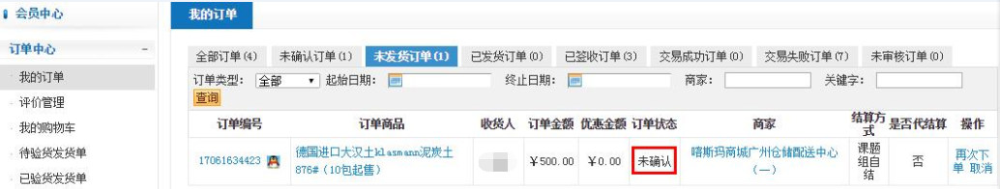 会员中心
我的订单
订单中心 -
我的订单
评价管理
我的购物车
待验货发货单
已验货发货单
全部订单(4) 未确认订单(1) 未发货订单(1) 已发货订单(0) 已签收订单(3) 交易成功订单(0) 交易失败订单(7) 未审核订单(0)
订单类型: 全部 起始日期: 终止日期: 商家: 关键字:
查询
订单编号 订单商品 收货人 订单金额 优惠金额 订单状态 商家 结算方式 是否代结算 操作
17061634423 德国进口大汉土klasmann泥炭土 876#（10包起售） ￥500.00 ￥0.00 未确认 喀斯玛商城广州仓储配送中心（一） 课题组自结 否 再次下单 取消